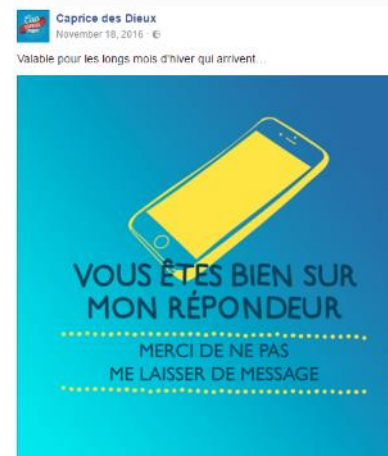 Caprice des Dieux
November 18, 2016
Valable pour les longs mois d'hiver qui arrivent...
VOUS ÊTES BIEN SUR
MON RÉPONDEUR
MERCI DE NE PAS
ME LAISSER DE MESSAGE